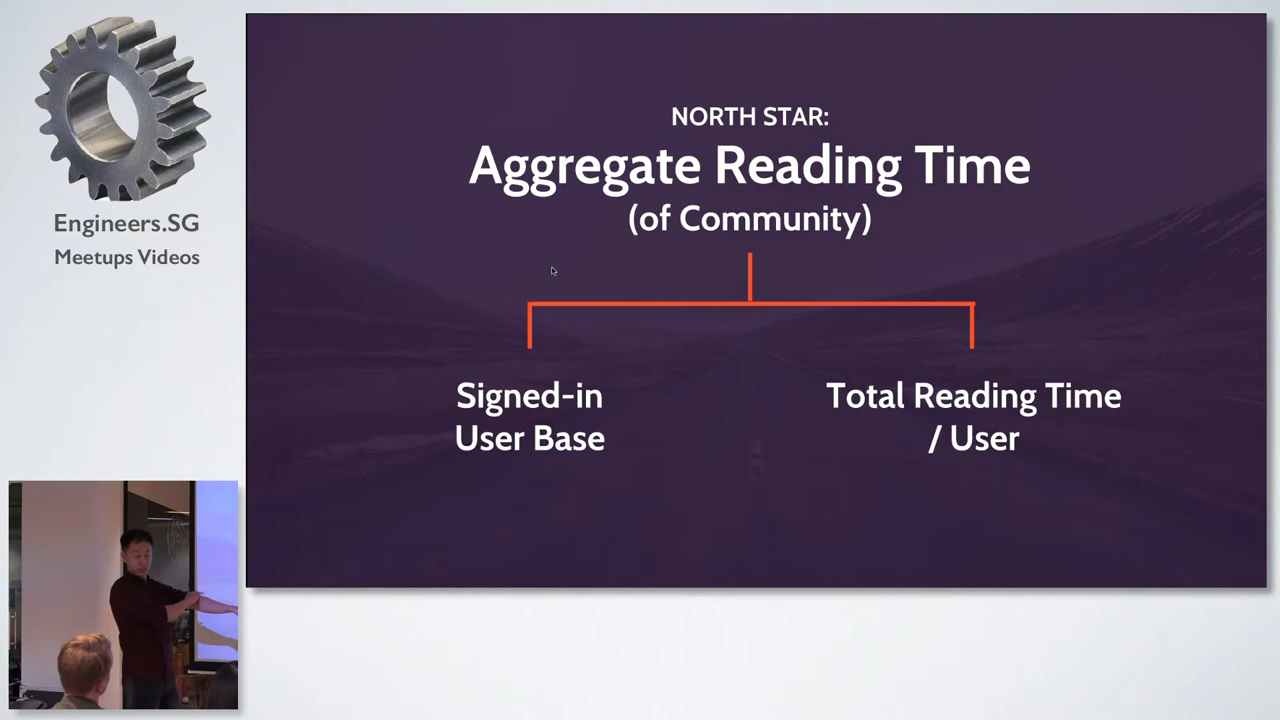 Engineers.SG
Meetups Videos
NORTH STAR:
Aggregate Reading Time
(of Community)
Signed-in
User Base
Total Reading Time
/ User